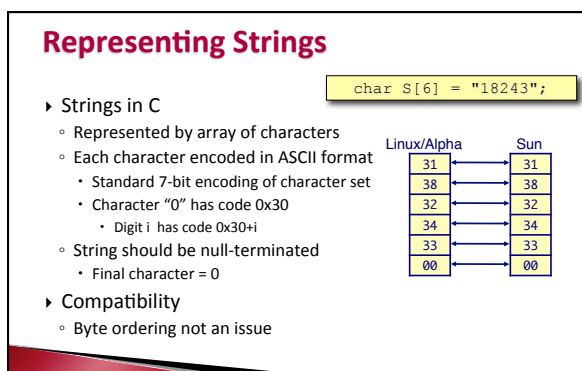 Representing Strings
char S[6] = "18243";
▸ Strings in C
◦ Represented by array of characters
◦ Each character encoded in ASCII format
• Standard 7-bit encoding of character set
• Character “0” has code 0x30
• Digit i has code 0x30+i
◦ String should be null-terminated
• Final character = 0
▸ Compatibility
◦ Byte ordering not an issue
Linux/Alpha Sun
31 31
38 38
32 32
34 34
33 33
00 00